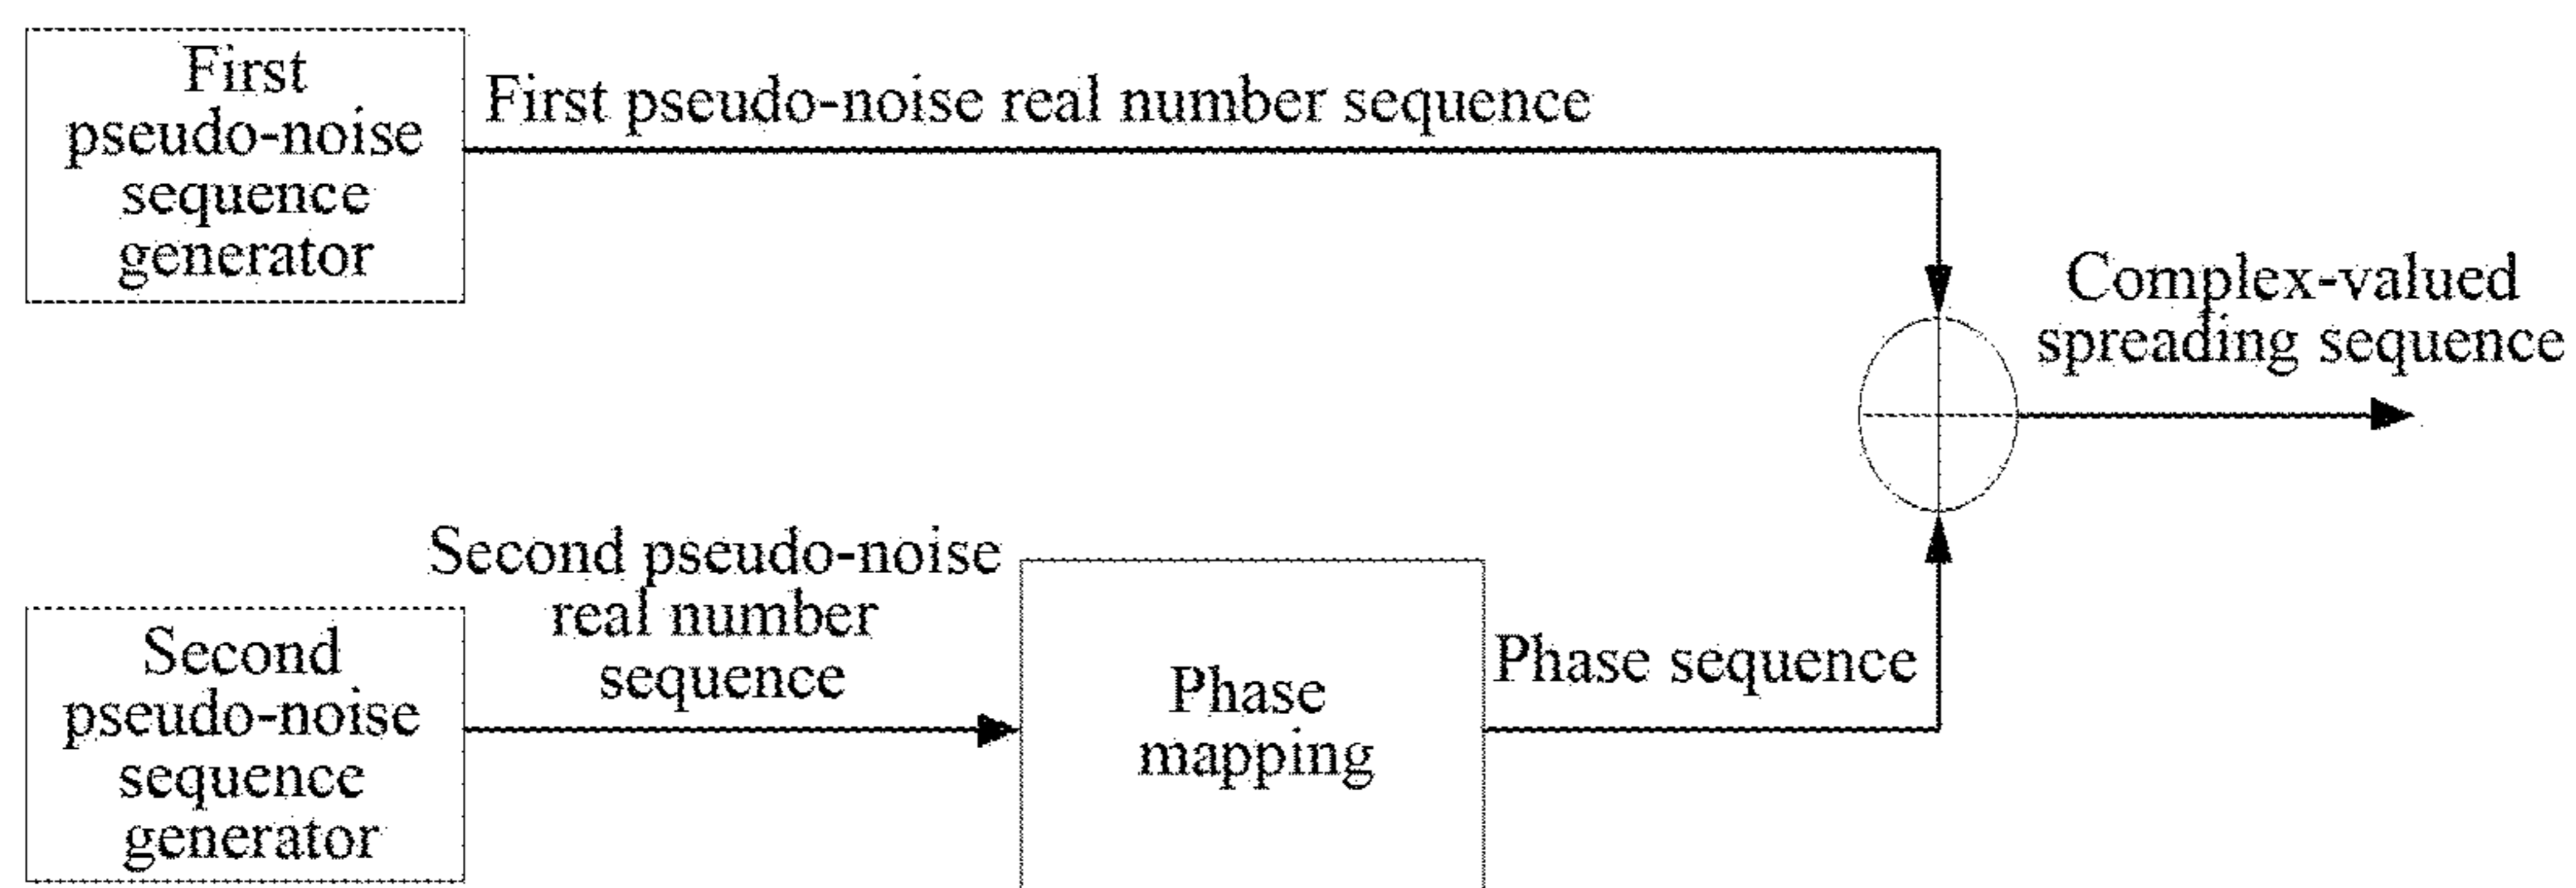 First
pseudo-noise
sequence
generator
First pseudo-noise real number sequence
Complex-valued
spreading sequence
Second pseudo-noise
real number
sequence
Second
pseudo-noise
sequence
generator
Phase
mapping
Phase sequence